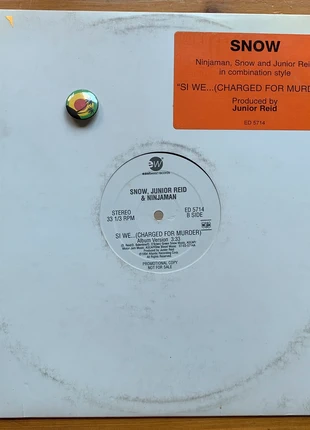 SNOW
Ninjaman, Snow and Junior Rei
in combination style
"SI WE...(CHARGED FOR MURD
Produced by
Junior Reid
ED 5714
ew
SNOW, JUNIOR REID
& NINJAMAN
STEREO
33 1/3 RPM
ED 5714
B SIDE
SI WE...(CHARGED FOR MURDER)
Album Version 3:33
PROMOTIONAL COPY
NOT FOR SALE